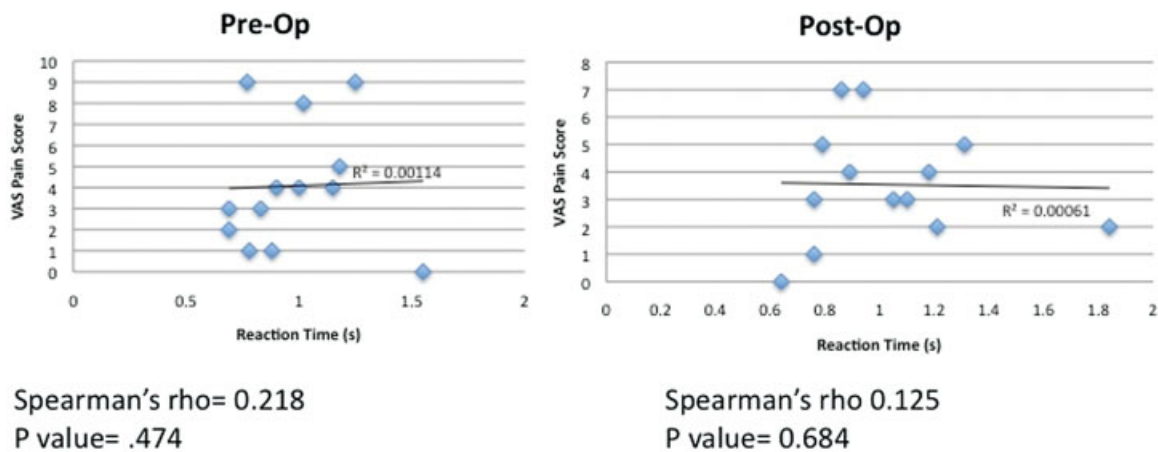 Pre-Op
10
9
8
7
6
5
4
3
2
1
0
VAS Pain Score
R² = 0.00114
0 0.5 1 1.5 2
Reaction Time (s)
Spearman's rho= 0.218
P value= .474
Post-Op
8
7
6
5
4
3
2
1
0
VAS Pain Score
R² = 0.00061
0 0.2 0.4 0.6 0.8 1 1.2 1.4 1.6 1.8 2
Reaction Time (s)
Spearman's rho 0.125
P value= 0.684